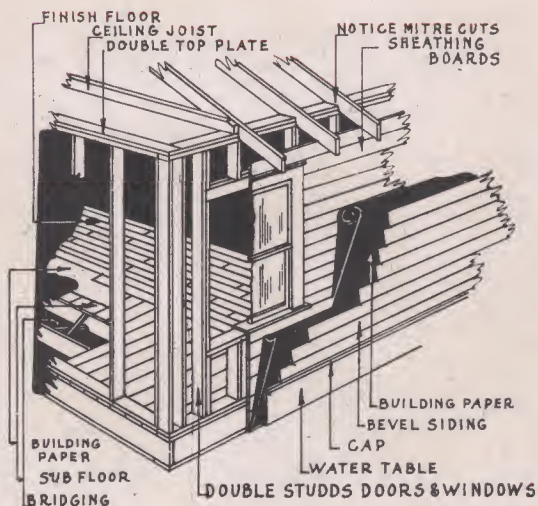 FINISH FLOOR
CEILING JOIST
DOUBLE TOP PLATE
NOTICE MITRE CUTS
SHEATHING
BOARDS
BUILDING PAPER
BEVEL SIDING
CAP
WATER TABLE
DOUBLE STUDDS DOORS & WINDOWS
BUILDING
PAPER
SUB FLOOR
BRIDGING